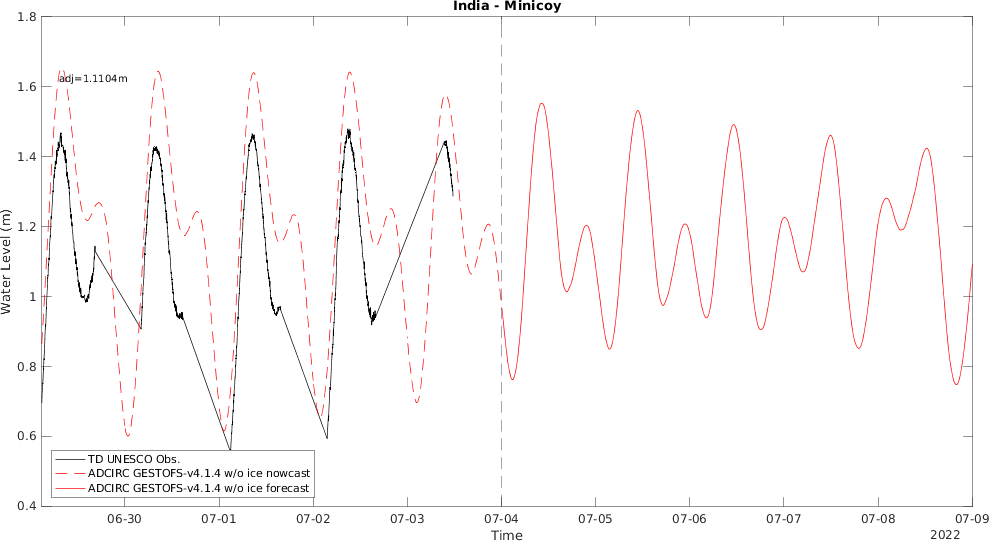 India - Minicoy
1.8
1.6
1.4
1.2
1
0.8
0.6
0.4
Water Level (m)
adj=1.1104m
TD UNESCO Obs.
ADCIRC GESTOFS-v4.1.4 w/o ice nowcast
ADCIRC GESTOFS-v4.1.4 w/o ice forecast
06-30 07-01 07-02 07-03 07-04 07-05 07-06 07-07 07-08 07-09
Time
2022